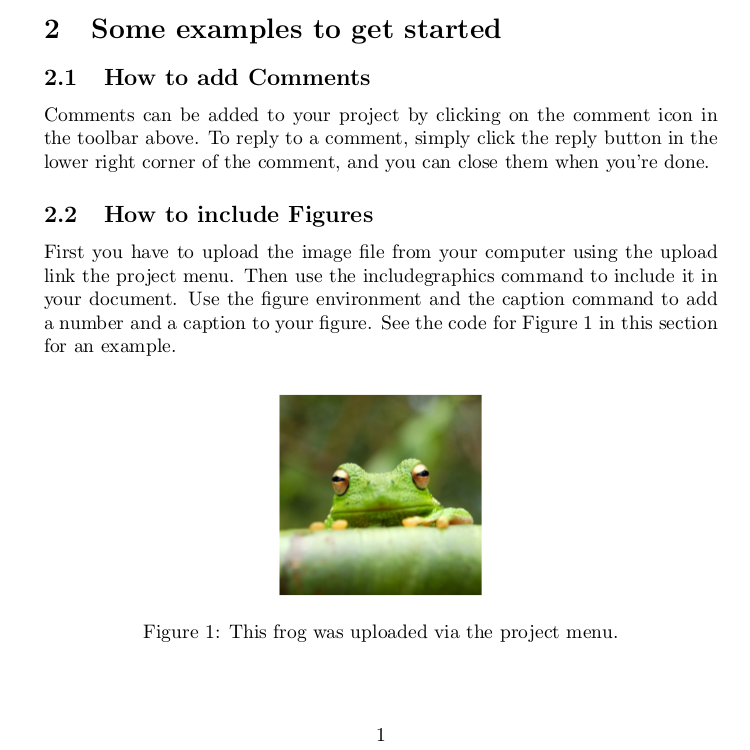 2 Some examples to get started
2.1 How to add Comments
Comments can be added to your project by clicking on the comment icon in
the toolbar above. To reply to a comment, simply click the reply button in the
lower right corner of the comment, and you can close them when you're done.
2.2 How to include Figures
First you have to upload the image file from your computer using the upload
link the project menu. Then use the includegraphics command to include it in
your document. Use the figure environment and the caption command to add
a number and a caption to your figure. See the code for Figure 1 in this section
for an example.
Figure 1: This frog was uploaded via the project menu.
1